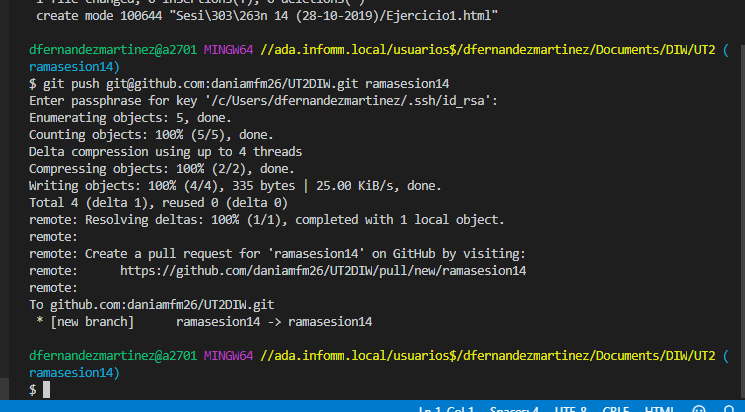 1 file changed, 0 insertions(+), 0 deletions(-)
create mode 100644 "Sesi\303\263n 14 (28-10-2019)/Ejercicio1.html"
dfernandezmartinez@a2701 MINGW64 //ada.infomm.local/usuarios$/dfernandezmartinez/Documents/DIW/UT2 (
ramasesion14)
$ git push git@github.com:daniamfm26/UT2DIW.git ramasesion14
Enter passphrase for key '/c/Users/dfernandezmartinez/.ssh/id_rsa':
Enumerating objects: 5, done.
Counting objects: 100% (5/5), done.
Delta compression using up to 4 threads
Compressing objects: 100% (2/2), done.
Writing objects: 100% (4/4), 335 bytes | 25.00 KiB/s, done.
Total 4 (delta 1), reused 0 (delta 0)
remote: Resolving deltas: 100% (1/1), completed with 1 local object.
remote:
remote: Create a pull request for 'ramasesion14' on GitHub by visiting:
remote:      https://github.com/daniamfm26/UT2DIW/pull/new/ramasesion14
remote:
To github.com:daniamfm26/UT2DIW.git
 * [new branch]      ramasesion14 -> ramasesion14
dfernandezmartinez@a2701 MINGW64 //ada.infomm.local/usuarios$/dfernandezmartinez/Documents/DIW/UT2 (
ramasesion14)
$
Ln 1, Col 1 Spaces: 4 UTF-8 CRLF HTML